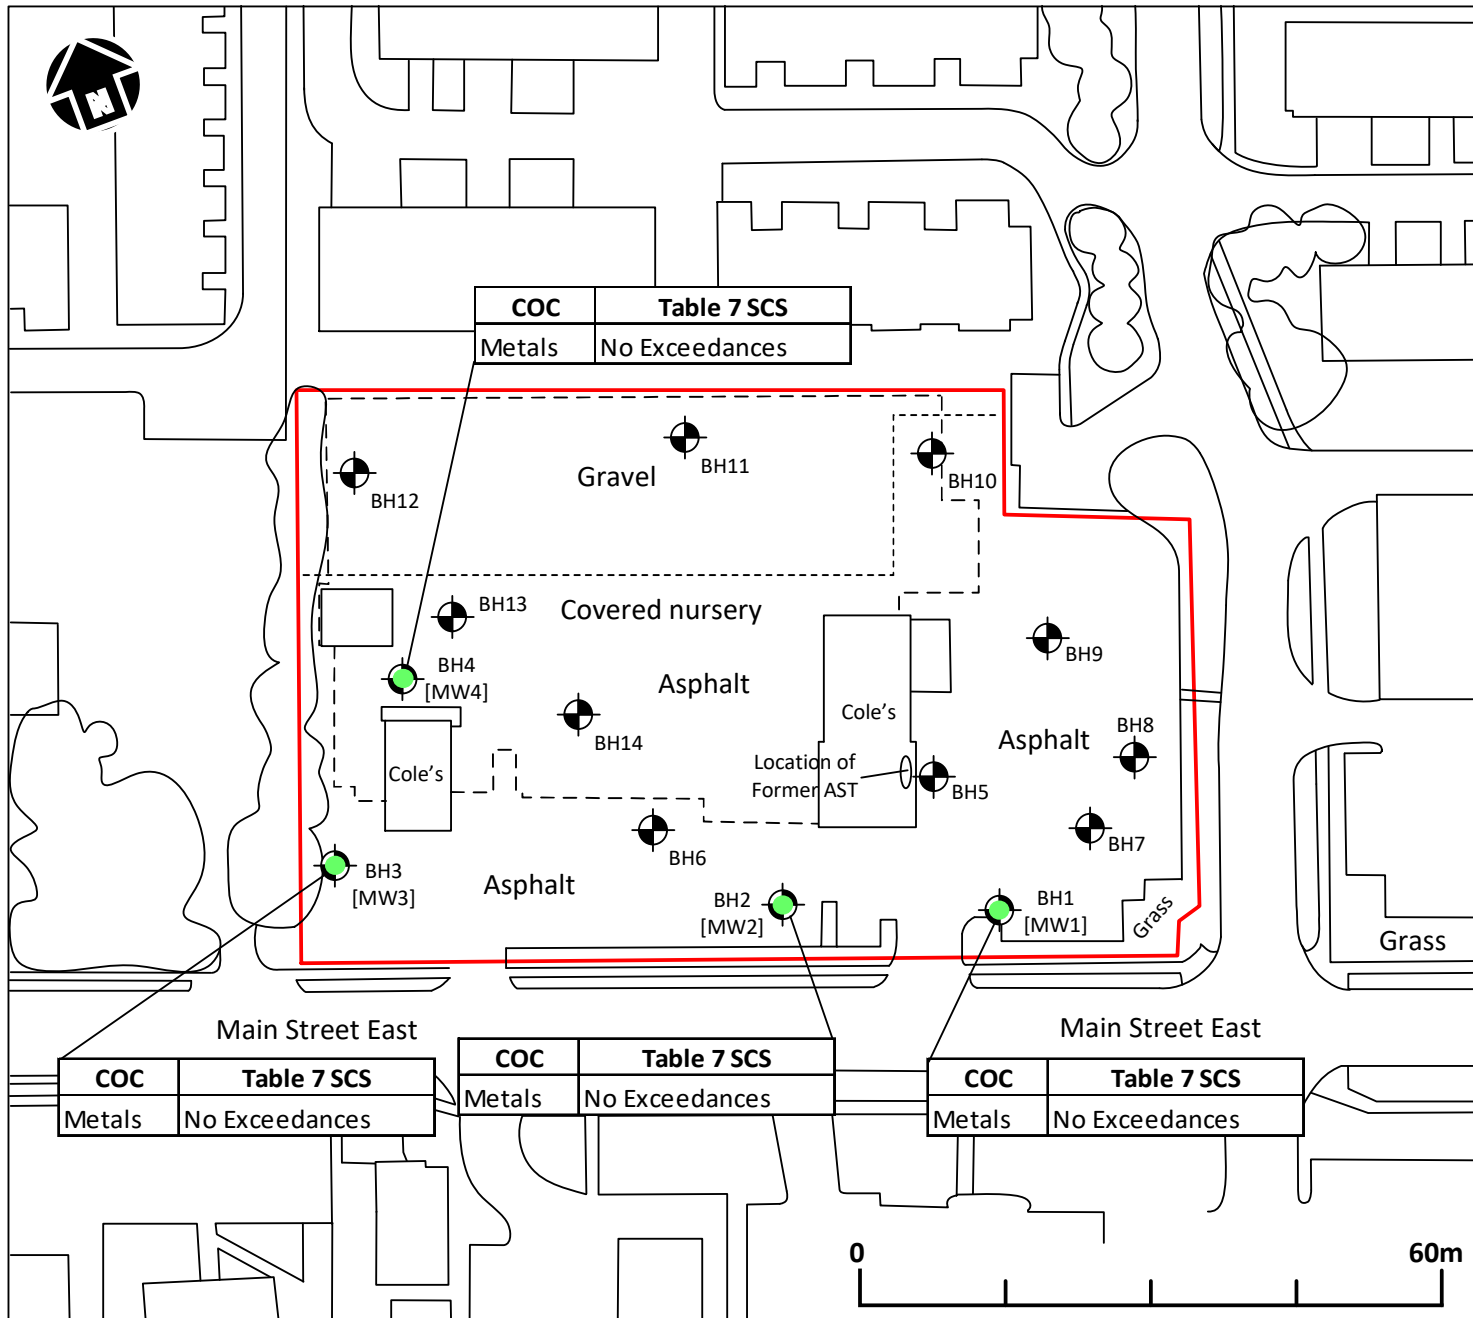 N
COC Table 7 SCS
Metals No Exceedances
BH11
Gravel
BH10
BH12
BH13
Covered nursery
BH9
BH4
[MW4]
Asphalt
Cole's
BH8
BH14
Asphalt
Location of
Former AST
Cole's
BH5
BH7
BH6
BH3
[MW3]
Asphalt
BH2
[MW2]
BH1
[MW1]
Grass
Grass
Main Street East
Main Street East
COC Table 7 SCS
Metals No Exceedances
COC Table 7 SCS
Metals No Exceedances
COC Table 7 SCS
Metals No Exceedances
0 60m